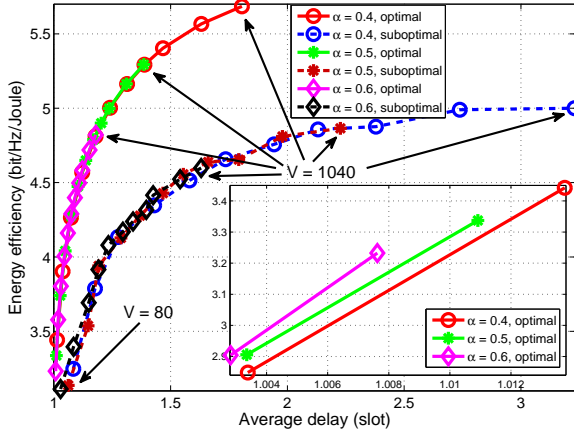 α = 0.4, optimal
α = 0.4, suboptimal
α = 0.5, optimal
α = 0.5, suboptimal
α = 0.6, optimal
α = 0.6, suboptimal
Energy efficiency (bit/Hz/Joule)
5.5
5
4.5
4
3.5
V = 1040
V = 80
3.4
3.3
3.2
3.1
3
2.9
1.004
1.006
1.008
1.01
1.012
α = 0.4, optimal
α = 0.5, optimal
α = 0.6, optimal
1
1.5
2
2.5
3
Average delay (slot)